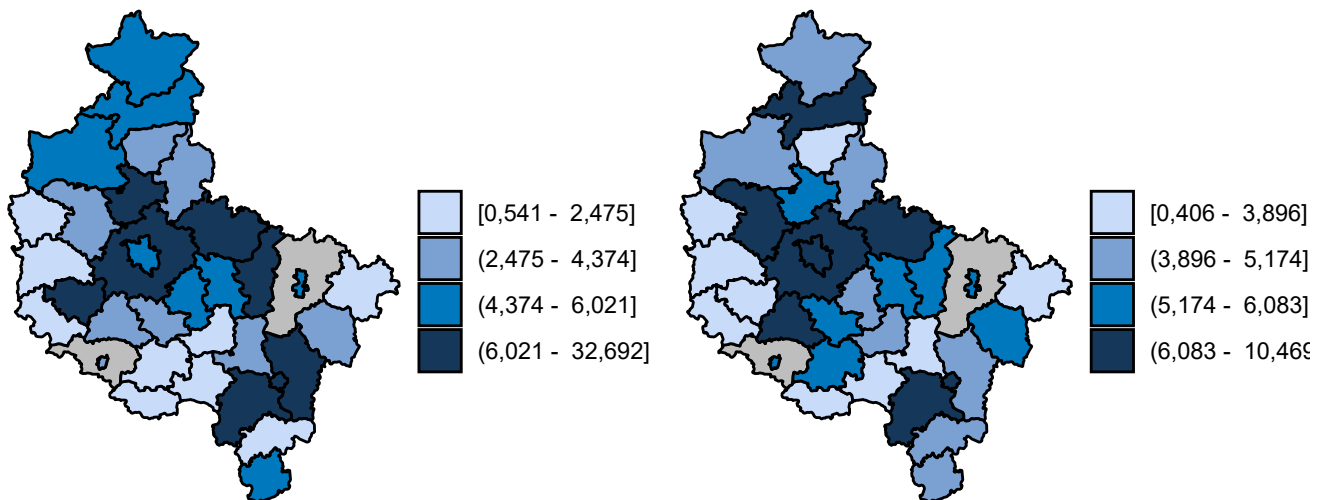 [0,541 - 2,475]
(2,475 - 4,374]
(4,374 - 6,021]
(6,021 - 32,692]
[0,406 - 3,896]
(3,896 - 5,174]
(5,174 - 6,083]
(6,083 - 10,469